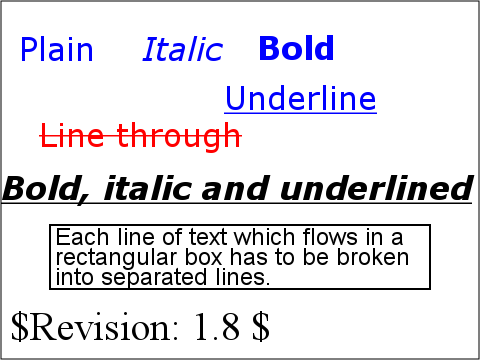 Plain Italic Bold
Underline
Line through
Bold, italic and underlined
Each line of text which flows in a
rectangular box has to be broken
into separated lines.
$Revision: 1.8 $